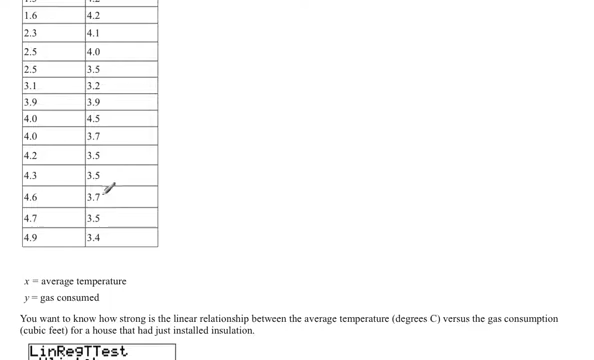 1.6 4.2
2.3 4.1
2.5 4.0
2.5 3.5
3.1 3.2
3.9 3.9
4.0 4.5
4.0 3.7
4.2 3.5
4.3 3.5
4.6 3.7
4.7 3.5
4.9 3.4
x = average temperature
y = gas consumed
You want to know how strong is the linear relationship between the average temperature (degrees C) versus the gas consumption
(cubic feet) for a house that had just installed insulation.
LinRegTTest